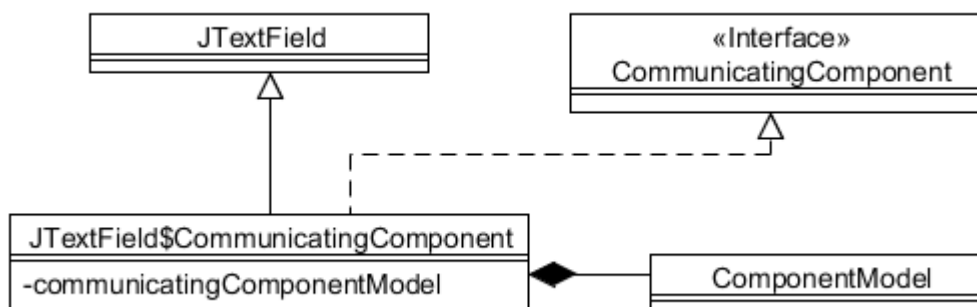 JTextField
«Interface»
CommunicatingComponent
JTextField$CommunicatingComponent
-communicatingComponentModel
ComponentModel